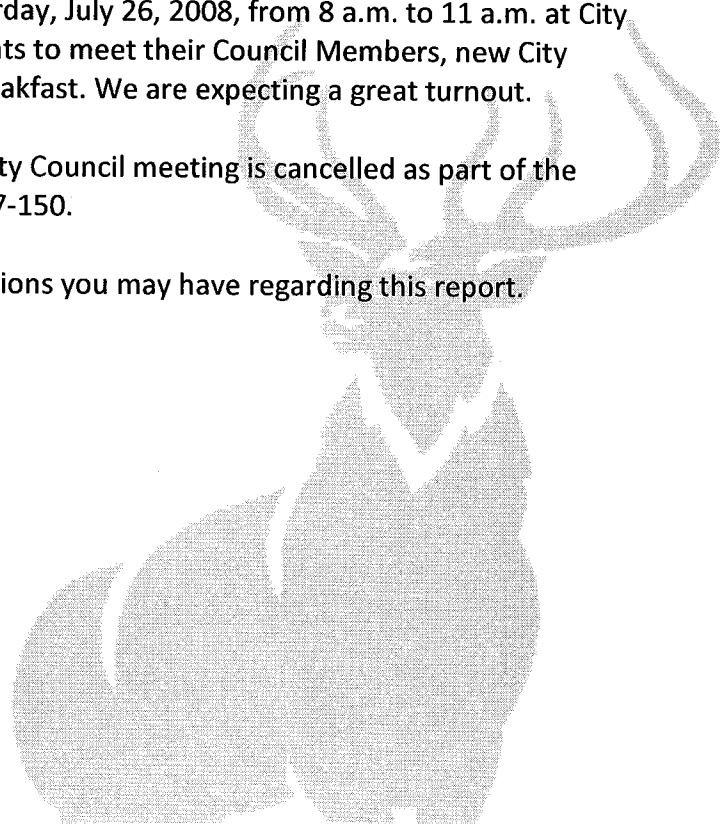 rday, July 26, 2008, from 8 a.m. to 11 a.m. at City
nts to meet their Council Members, new City
akfast. We are expecting a great turnout.
ty Council meeting is cancelled as part of the
7-150.
ions you may have regarding this report.